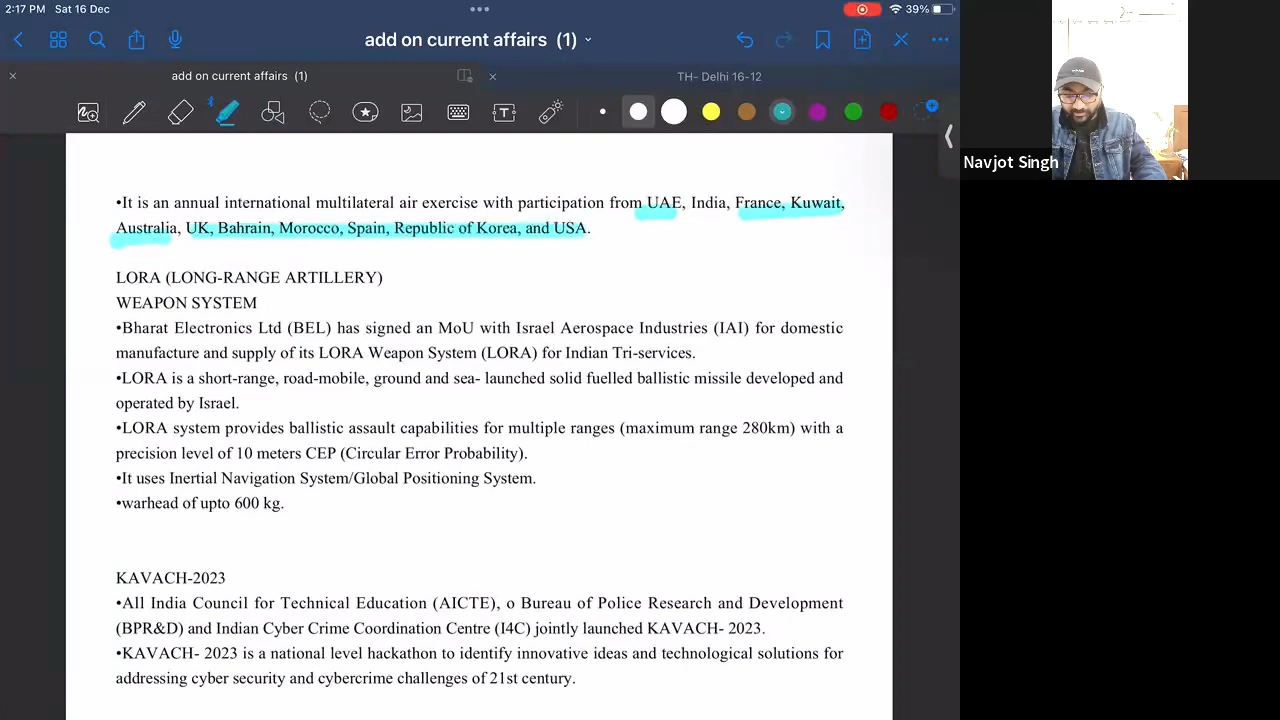 2:17 PM Sat 16 Dec
39%
add on current affairs (1)
add on current affairs (1)
TH- Delhi 16-12
Navjot Singh
•It is an annual international multilateral air exercise with participation from UAE, India, France, Kuwait,
Australia, UK, Bahrain, Morocco, Spain, Republic of Korea, and USA.
LORA (LONG-RANGE ARTILLERY)
WEAPON SYSTEM
•Bharat Electronics Ltd (BEL) has signed an MoU with Israel Aerospace Industries (IAI) for domestic
manufacture and supply of its LORA Weapon System (LORA) for Indian Tri-services.
•LORA is a short-range, road-mobile, ground and sea- launched solid fuelled ballistic missile developed and
operated by Israel.
•LORA system provides ballistic assault capabilities for multiple ranges (maximum range 280km) with a
precision level of 10 meters CEP (Circular Error Probability).
•It uses Inertial Navigation System/Global Positioning System.
•warhead of upto 600 kg.
KAVACH-2023
•All India Council for Technical Education (AICTE), o Bureau of Police Research and Development
(BPR&D) and Indian Cyber Crime Coordination Centre (I4C) jointly launched KAVACH- 2023.
•KAVACH- 2023 is a national level hackathon to identify innovative ideas and technological solutions for
addressing cyber security and cybercrime challenges of 21st century.